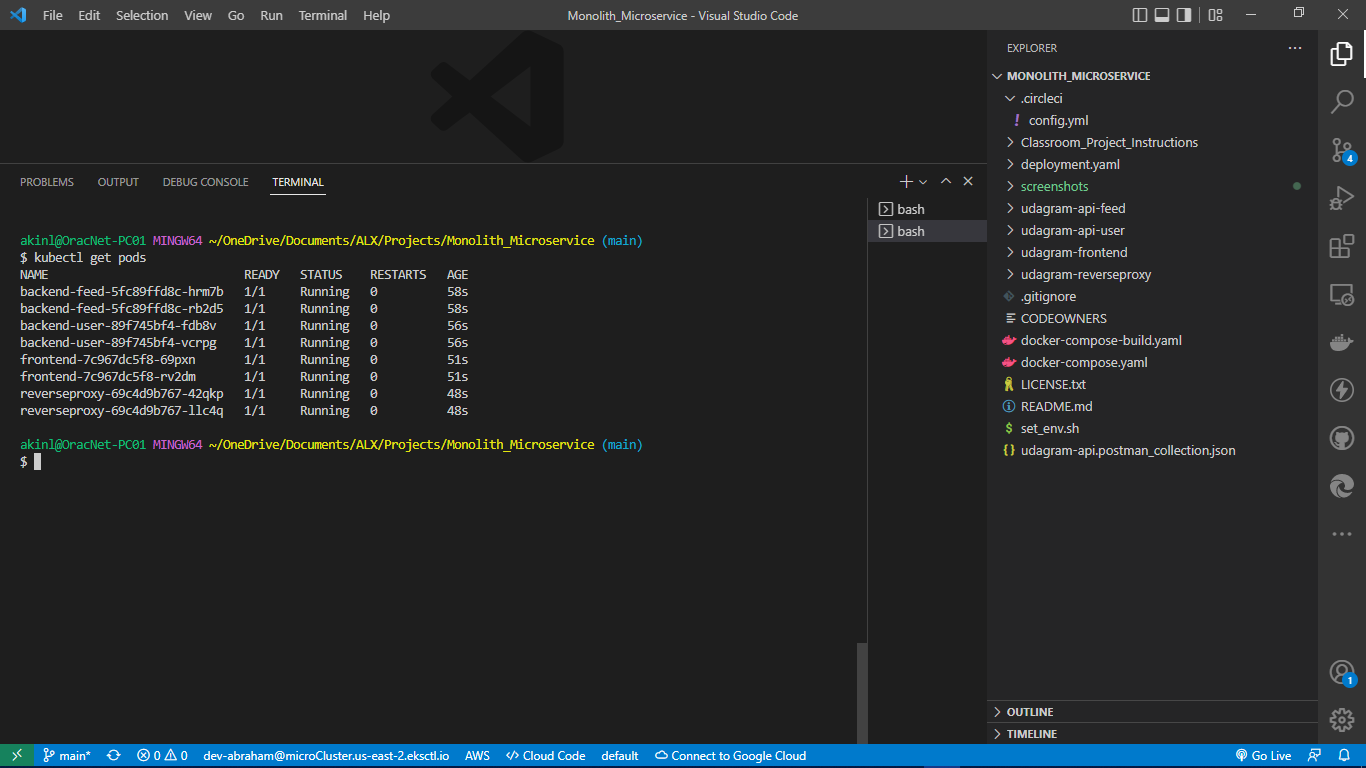 File Edit Selection View Go Run Terminal Help
Monolith_Microservice - Visual Studio Code
PROBLEMS OUTPUT DEBUG CONSOLE TERMINAL
akinl@OracNet-PC01 MINGW64 ~/OneDrive/Documents/ALX/Projects/Monolith_Microservice (main)
$ kubectl get pods
NAME READY STATUS RESTARTS AGE
backend-feed-5fc89ffd8c-hrm7b 1/1 Running 0 58s
backend-feed-5fc89ffd8c-rb2d5 1/1 Running 0 58s
backend-user-89f745bf4-fdb8v 1/1 Running 0 56s
backend-user-89f745bf4-vcrpg 1/1 Running 0 56s
frontend-7c967dc5f8-69pxn 1/1 Running 0 51s
frontend-7c967dc5f8-rv2dm 1/1 Running 0 51s
reverseproxy-69c4d9b767-42qkp 1/1 Running 0 48s
reverseproxy-69c4d9b767-llc4q 1/1 Running 0 48s
akinl@OracNet-PC01 MINGW64 ~/OneDrive/Documents/ALX/Projects/Monolith_Microservice (main)
$
bash
bash
EXPLORER
MONOLITH_MICROSERVICE
.circleci
! config.yml
Classroom_Project_Instructions
deployment.yaml
screenshots
udagram-api-feed
udagram-api-user
udagram-frontend
udagram-reverseproxy
.gitignore
CODEOWNERS
docker-compose-build.yaml
docker-compose.yaml
LICENSE.txt
README.md
$ set_env.sh
{} udagram-api.postman_collection.json
OUTLINE
TIMELINE
4
1
main* 0 0 dev-abraham@microCluster.us-east-2.eksctl.io AWS Cloud Code default Connect to Google Cloud Go Live